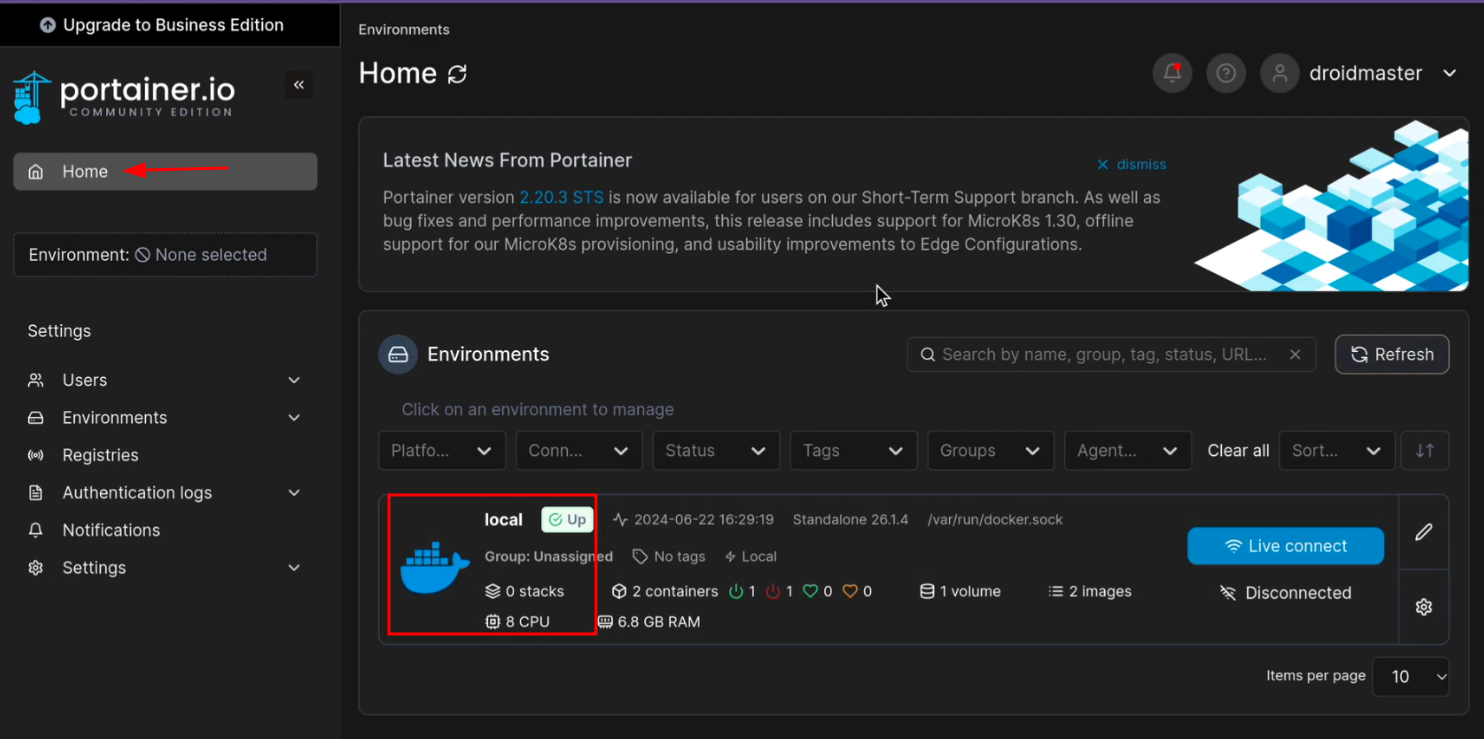 Upgrade to Business Edition
portainer.io
COMMUNITY EDITION
Home
Environment: None selected
Settings
Users
Environments
Registries
Authentication logs
Notifications
Settings
Environments
Home
droidmaster
Latest News From Portainer
dismiss
Portainer version 2.20.3 STS is now available for users on our Short-Term Support branch. As well as
bug fixes and performance improvements, this release includes support for MicroK8s 1.30, offline
support for our MicroK8s provisioning, and usability improvements to Edge Configurations.
Environments
Search by name, group, tag, status, URL...
Refresh
Click on an environment to manage
Platfo... Conn... Status Tags Groups Agent... Clear all Sort...
local Up 2024-06-22 16:29:19 Standalone 26.1.4 /var/run/docker.sock
Group: Unassigned No tags Local
Live connect
0 stacks 2 containers 1 1 0 0 1 volume 2 images
Disconnected
8 CPU 6.8 GB RAM
Items per page 10